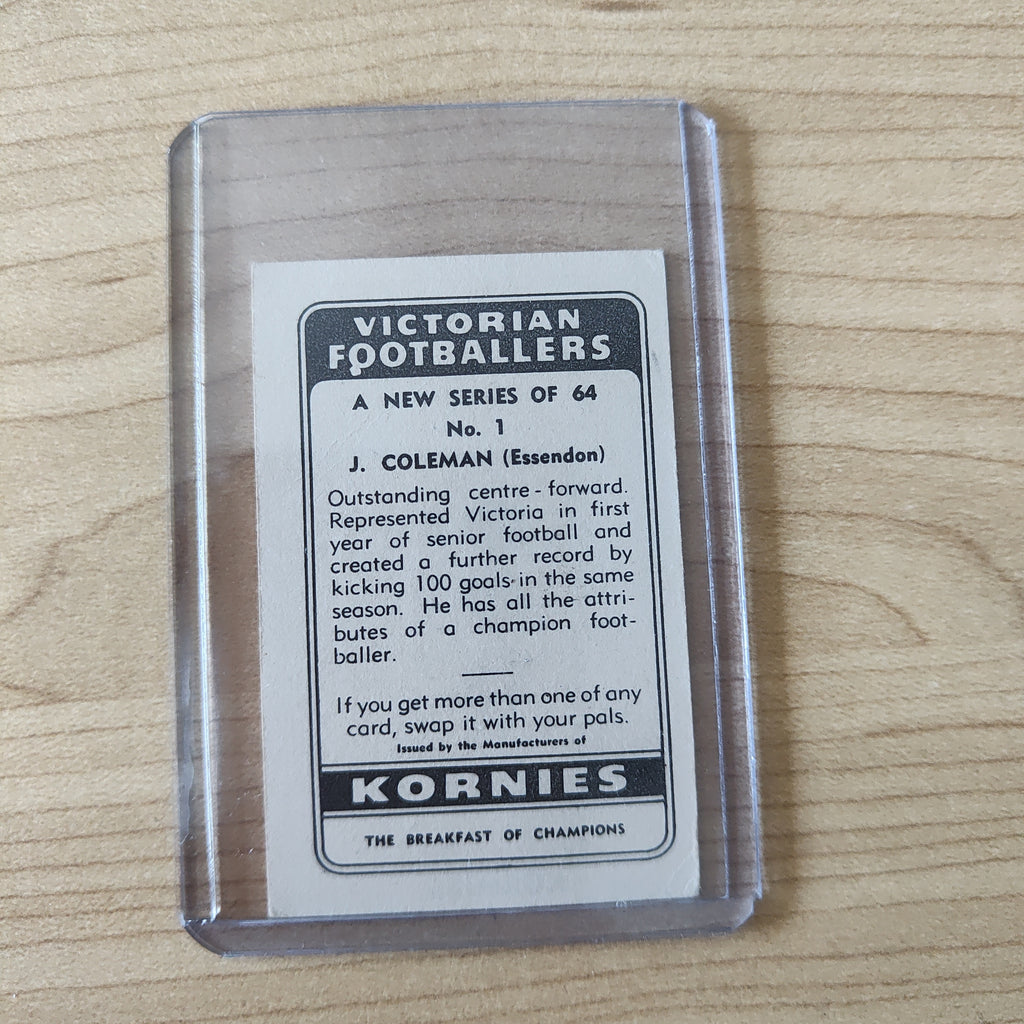 VICTORIAN
FOOTBALLERS
A NEW SERIES OF 64
No. 1
J. COLEMAN (Essendon)
Outstanding centre-forward.
Represented Victoria in first
year of senior football and
created a further record by
kicking 100 goals in the same
season. He has all the attri-
butes of a champion foot-
baller.
If you get more than one of any
card, swap it with your pals.
Issued by the Manufacturers of
KORNIES
THE BREAKFAST OF CHAMPIONS